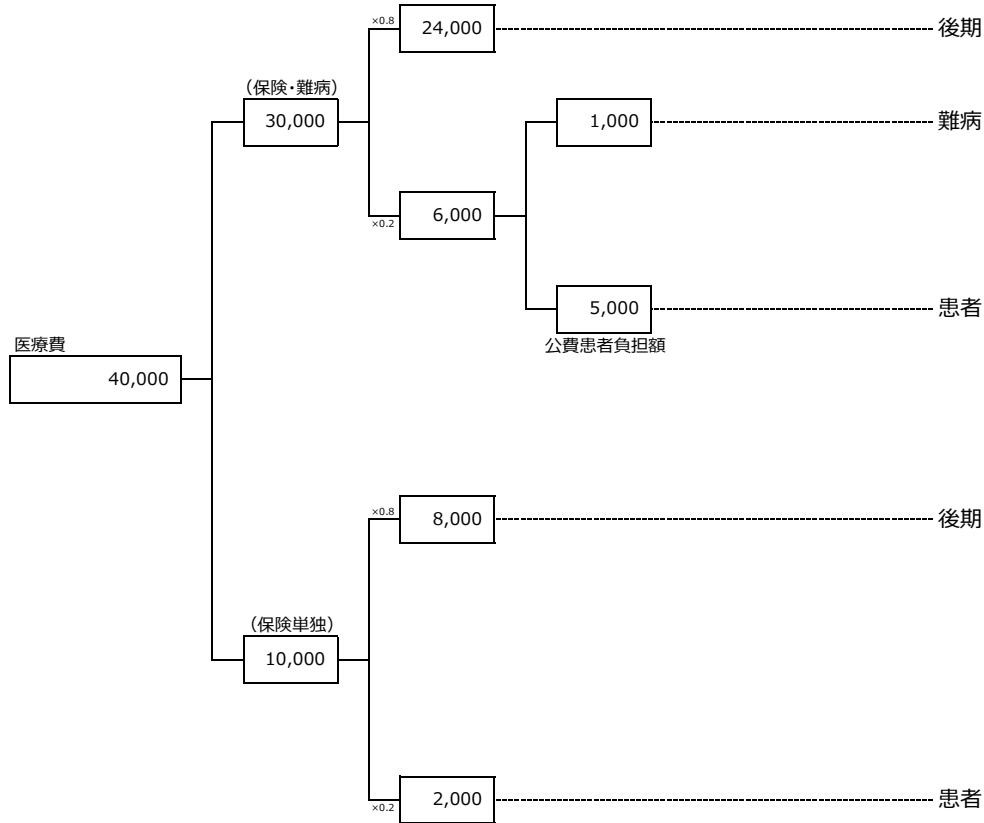 ×0.8
24,000
後期
（保険・難病）
30,000
1,000
難病
×0.2
6,000
5,000
患者
公費患者負担額
医療費
40,000
×0.8
8,000
後期
（保険単独）
10,000
×0.2
2,000
患者